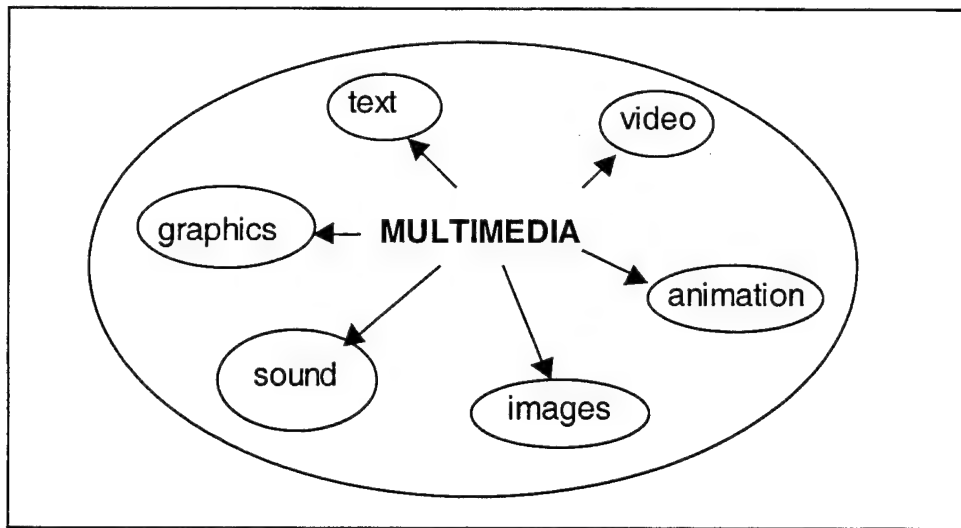 text
video
graphics
MULTIMEDIA
animation
sound
images